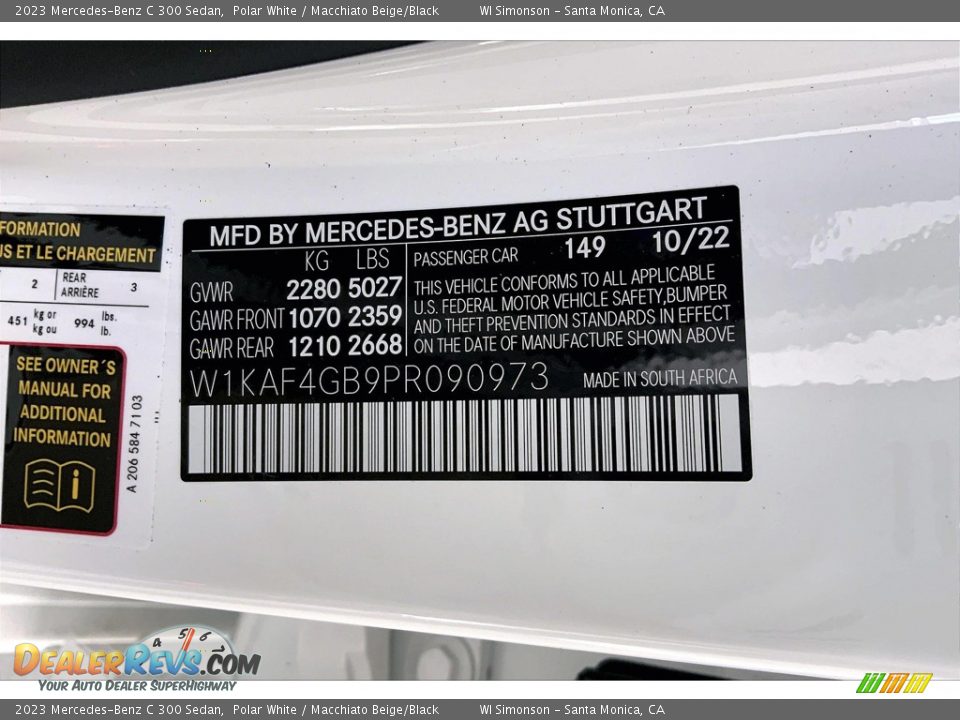 2023 Mercedes-Benz C 300 Sedan, Polar White / Macchiato Beige/Black WI Simonson - Santa Monica, CA
FORMATION
US ET LE CHARGEMENT
2 REAR ARRIÈRE 3
451 kg or kg ou 994 lbs. lb.
SEE OWNER´S
MANUAL FOR
ADDITIONAL
INFORMATION
i
A 206 584 71 03
MFD BY MERCEDES-BENZ AG STUTTGART
KG LBS
GVWR 2280 5027
GAWR FRONT 1070 2359
GAWR REAR 1210 2668
PASSENGER CAR 149 10/22
THIS VEHICLE CONFORMS TO ALL APPLICABLE
U.S. FEDERAL MOTOR VEHICLE SAFETY,BUMPER
AND THEFT PREVENTION STANDARDS IN EFFECT
ON THE DATE OF MANUFACTURE SHOWN ABOVE
W1KAF4GB9PR090973 MADE IN SOUTH AFRICA
4 5 6
DEALERREVS.COM
YOUR AUTO DEALER SUPERHIGHWAY
2023 Mercedes-Benz C 300 Sedan, Polar White / Macchiato Beige/Black WI Simonson - Santa Monica, CA